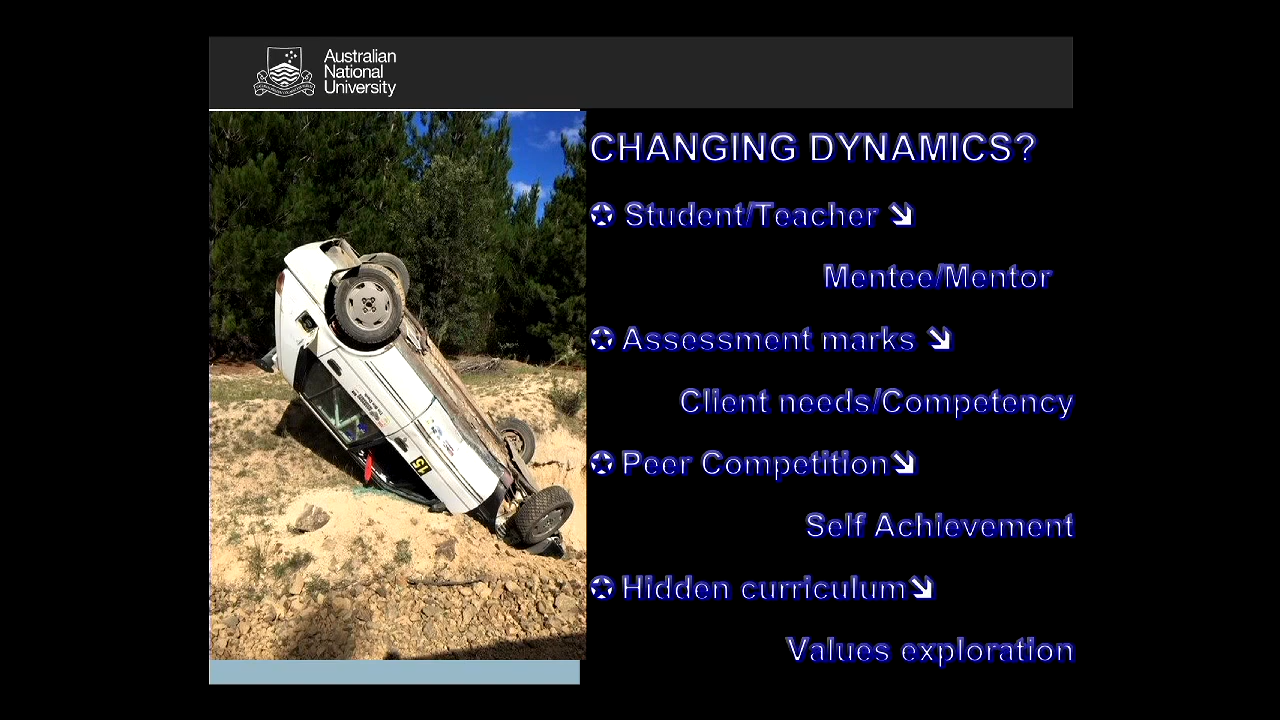 Australian
National
University
CHANGING DYNAMICS?
✪ Student/Teacher ➘
Mentee/Mentor
✪ Assessment marks ➘
Client needs/Competency
✪ Peer Competition➘
Self Achievement
✪ Hidden curriculum➘
Values exploration
15